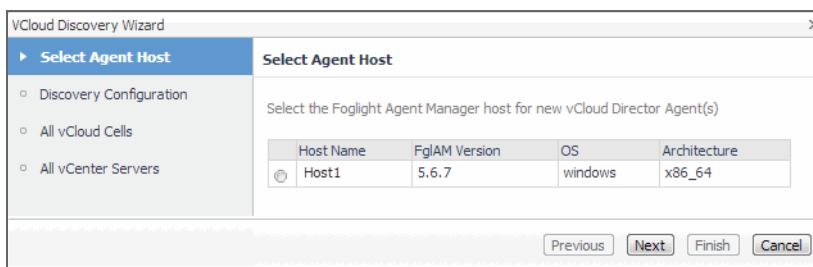 VCloud Discovery Wizard
Select Agent Host
Discovery Configuration
All vCloud Cells
All vCenter Servers
Select Agent Host
Select the Foglight Agent Manager host for new vCloud Director Agent(s)
Host Name FglAM Version OS Architecture
Host1 5.6.7 windows x86_64
Previous Next Finish Cancel